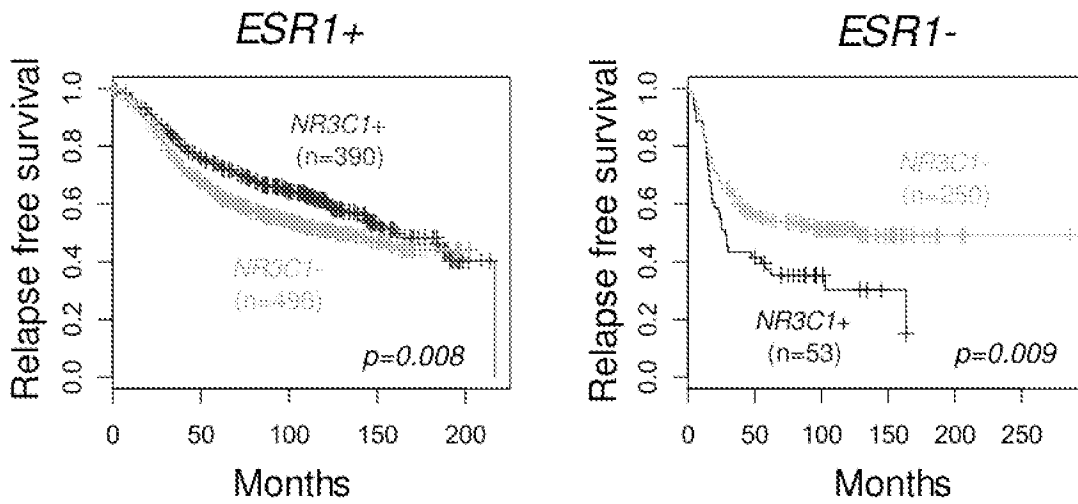 ESR1+
Relapse free survival
1.0
0.8
0.6
0.4
0.2
0.0
NR3C1+
(n=390)
NR3C1-
p=0.008
0 50 100 150 200
Months
ESR1-
Relapse free survival
1.0
0.8
0.6
0.4
0.2
0.0
NR3C1-
(n=250)
NR3C1+
(n=53)
p=0.009
0 50 100 150 200 250
Months